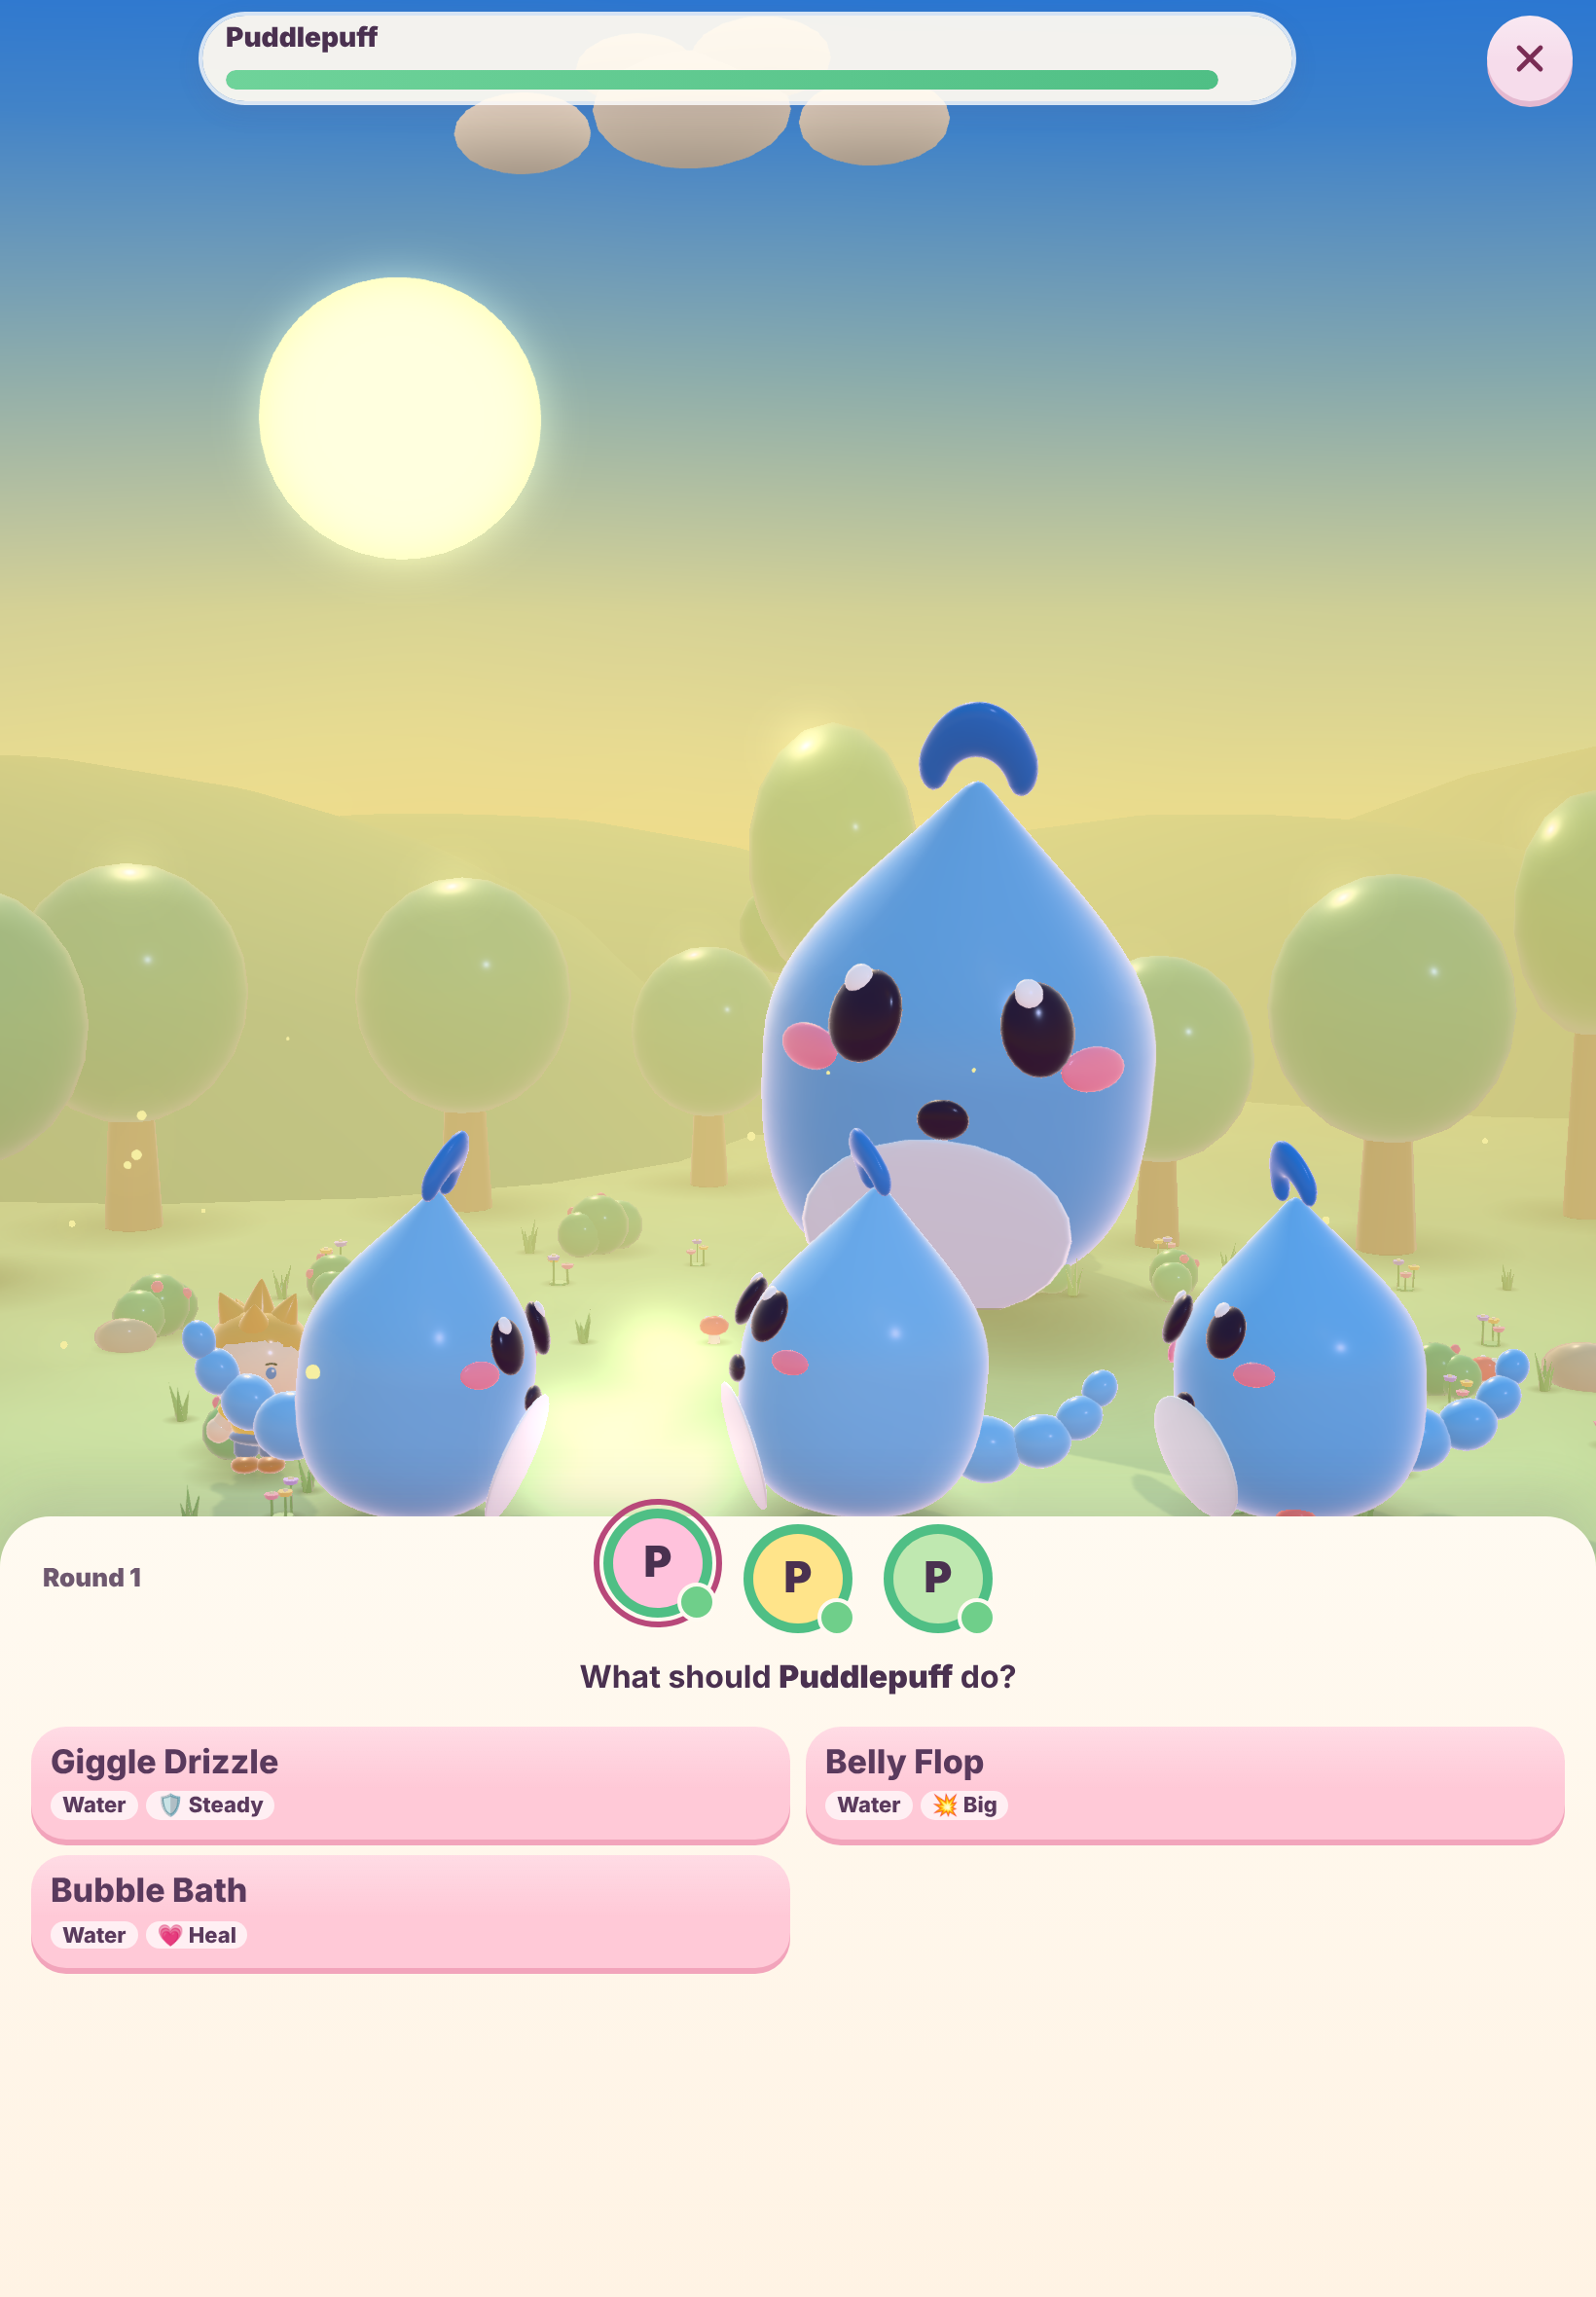 Puddlepuff
Round 1
P P P
What should Puddlepuff do?
Giggle Drizzle
Water 🛡️ Steady
Belly Flop
Water 💥 Big
Bubble Bath
Water 💗 Heal